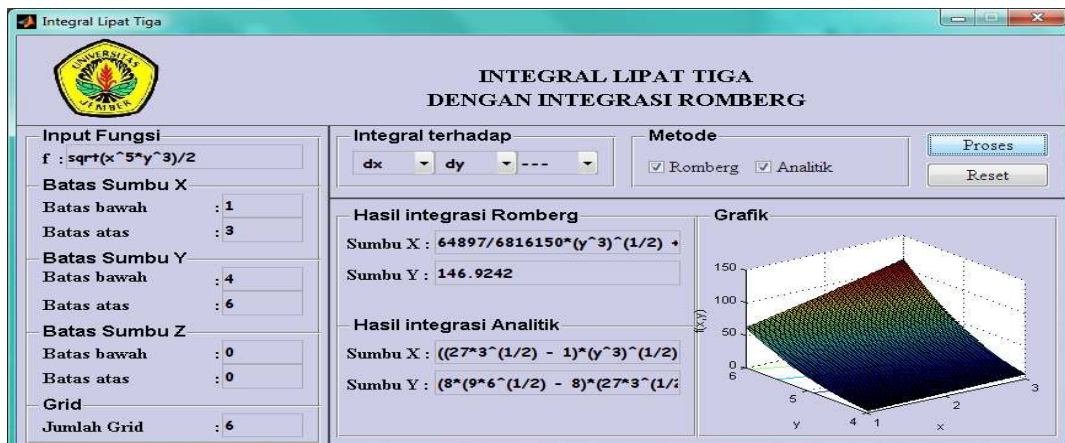 Integral Lipat Tiga
UNIVERSITAS
JEMBER
INTEGRAL LIPAT TIGA
DENGAN INTEGRASI ROMBERG
Input Fungsi
f : sqrt(x^5*y^3)/2
Batas Sumbu X
Batas bawah : 1
Batas atas : 3
Batas Sumbu Y
Batas bawah : 4
Batas atas : 6
Batas Sumbu Z
Batas bawah : 0
Batas atas : 0
Grid
Jumlah Grid : 6
Integral terhadap
dx dy ---
Metode
Romberg Analitik
Proses
Reset
Hasil integrasi Romberg
Sumbu X : 64897/6816150*(y^3)^(1/2) +
Sumbu Y : 146.9242
Hasil integrasi Analitik
Sumbu X : ((27*3^(1/2) - 1)*(y^3)^(1/2)
Sumbu Y : (8*(9*6^(1/2) - 8)*(27*3^(1/2
Grafik
f(x,y)
150
100
50
0
6
5
4
y
1
2
3
x